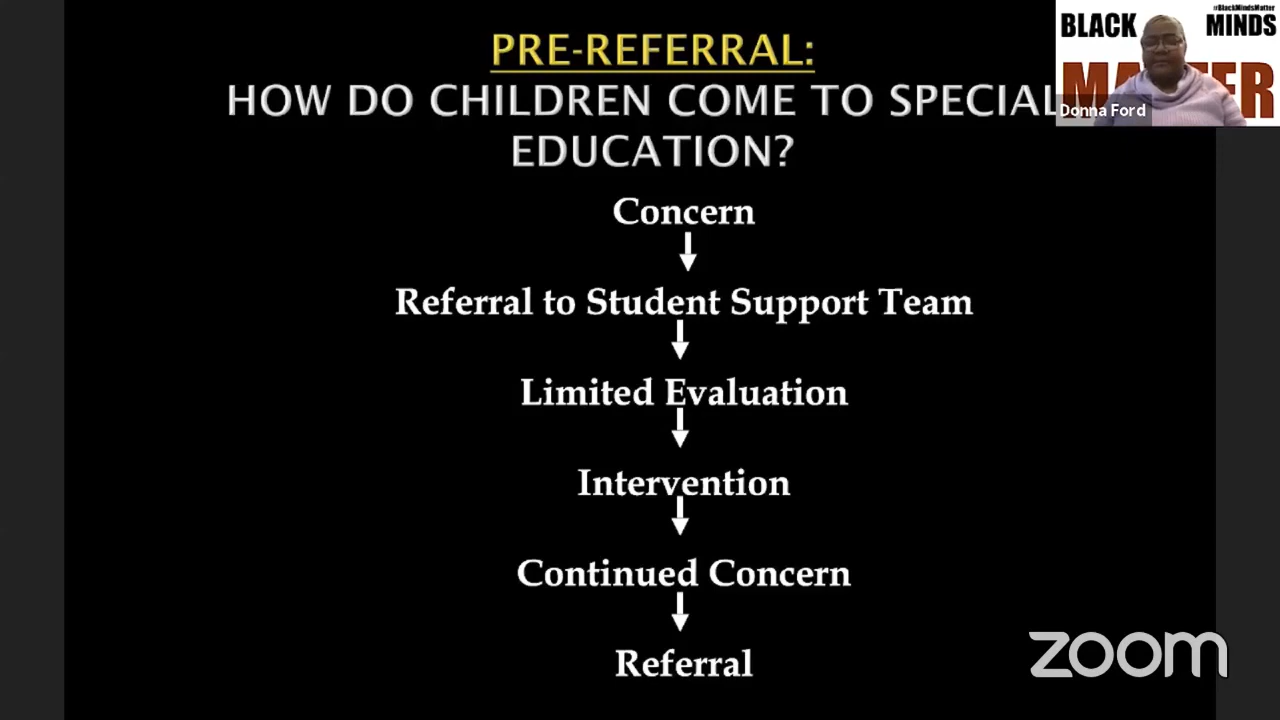 PRE-REFERRAL:
HOW DO CHILDREN COME TO SPECIAL
EDUCATION?
Concern
Referral to Student Support Team
Limited Evaluation
Intervention
Continued Concern
Referral
#BlackMindsMatter
BLACK MINDS
MATTER
Donna Ford
zoom